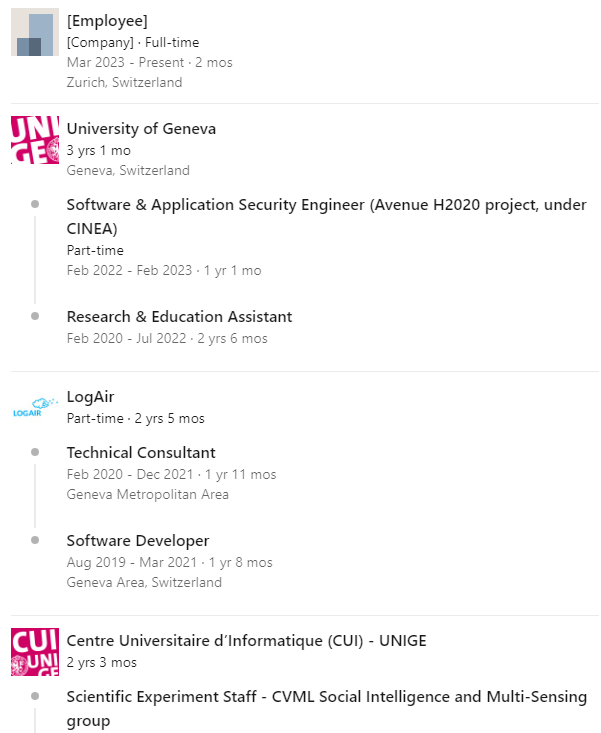 [Employee]
[Company] · Full-time
Mar 2023 - Present · 2 mos
Zurich, Switzerland
UNI
GE
University of Geneva
3 yrs 1 mo
Geneva, Switzerland
Software & Application Security Engineer (Avenue H2020 project, under
CINEA)
Part-time
Feb 2022 - Feb 2023 · 1 yr 1 mo
Research & Education Assistant
Feb 2020 - Jul 2022 · 2 yrs 6 mos
LOGAIR
LogAir
Part-time · 2 yrs 5 mos
Technical Consultant
Feb 2020 - Dec 2021 · 1 yr 11 mos
Geneva Metropolitan Area
Software Developer
Aug 2019 - Mar 2021 · 1 yr 8 mos
Geneva Area, Switzerland
CUI
UNI
GE
Centre Universitaire d’Informatique (CUI) - UNIGE
2 yrs 3 mos
Scientific Experiment Staff - CVML Social Intelligence and Multi-Sensing
group